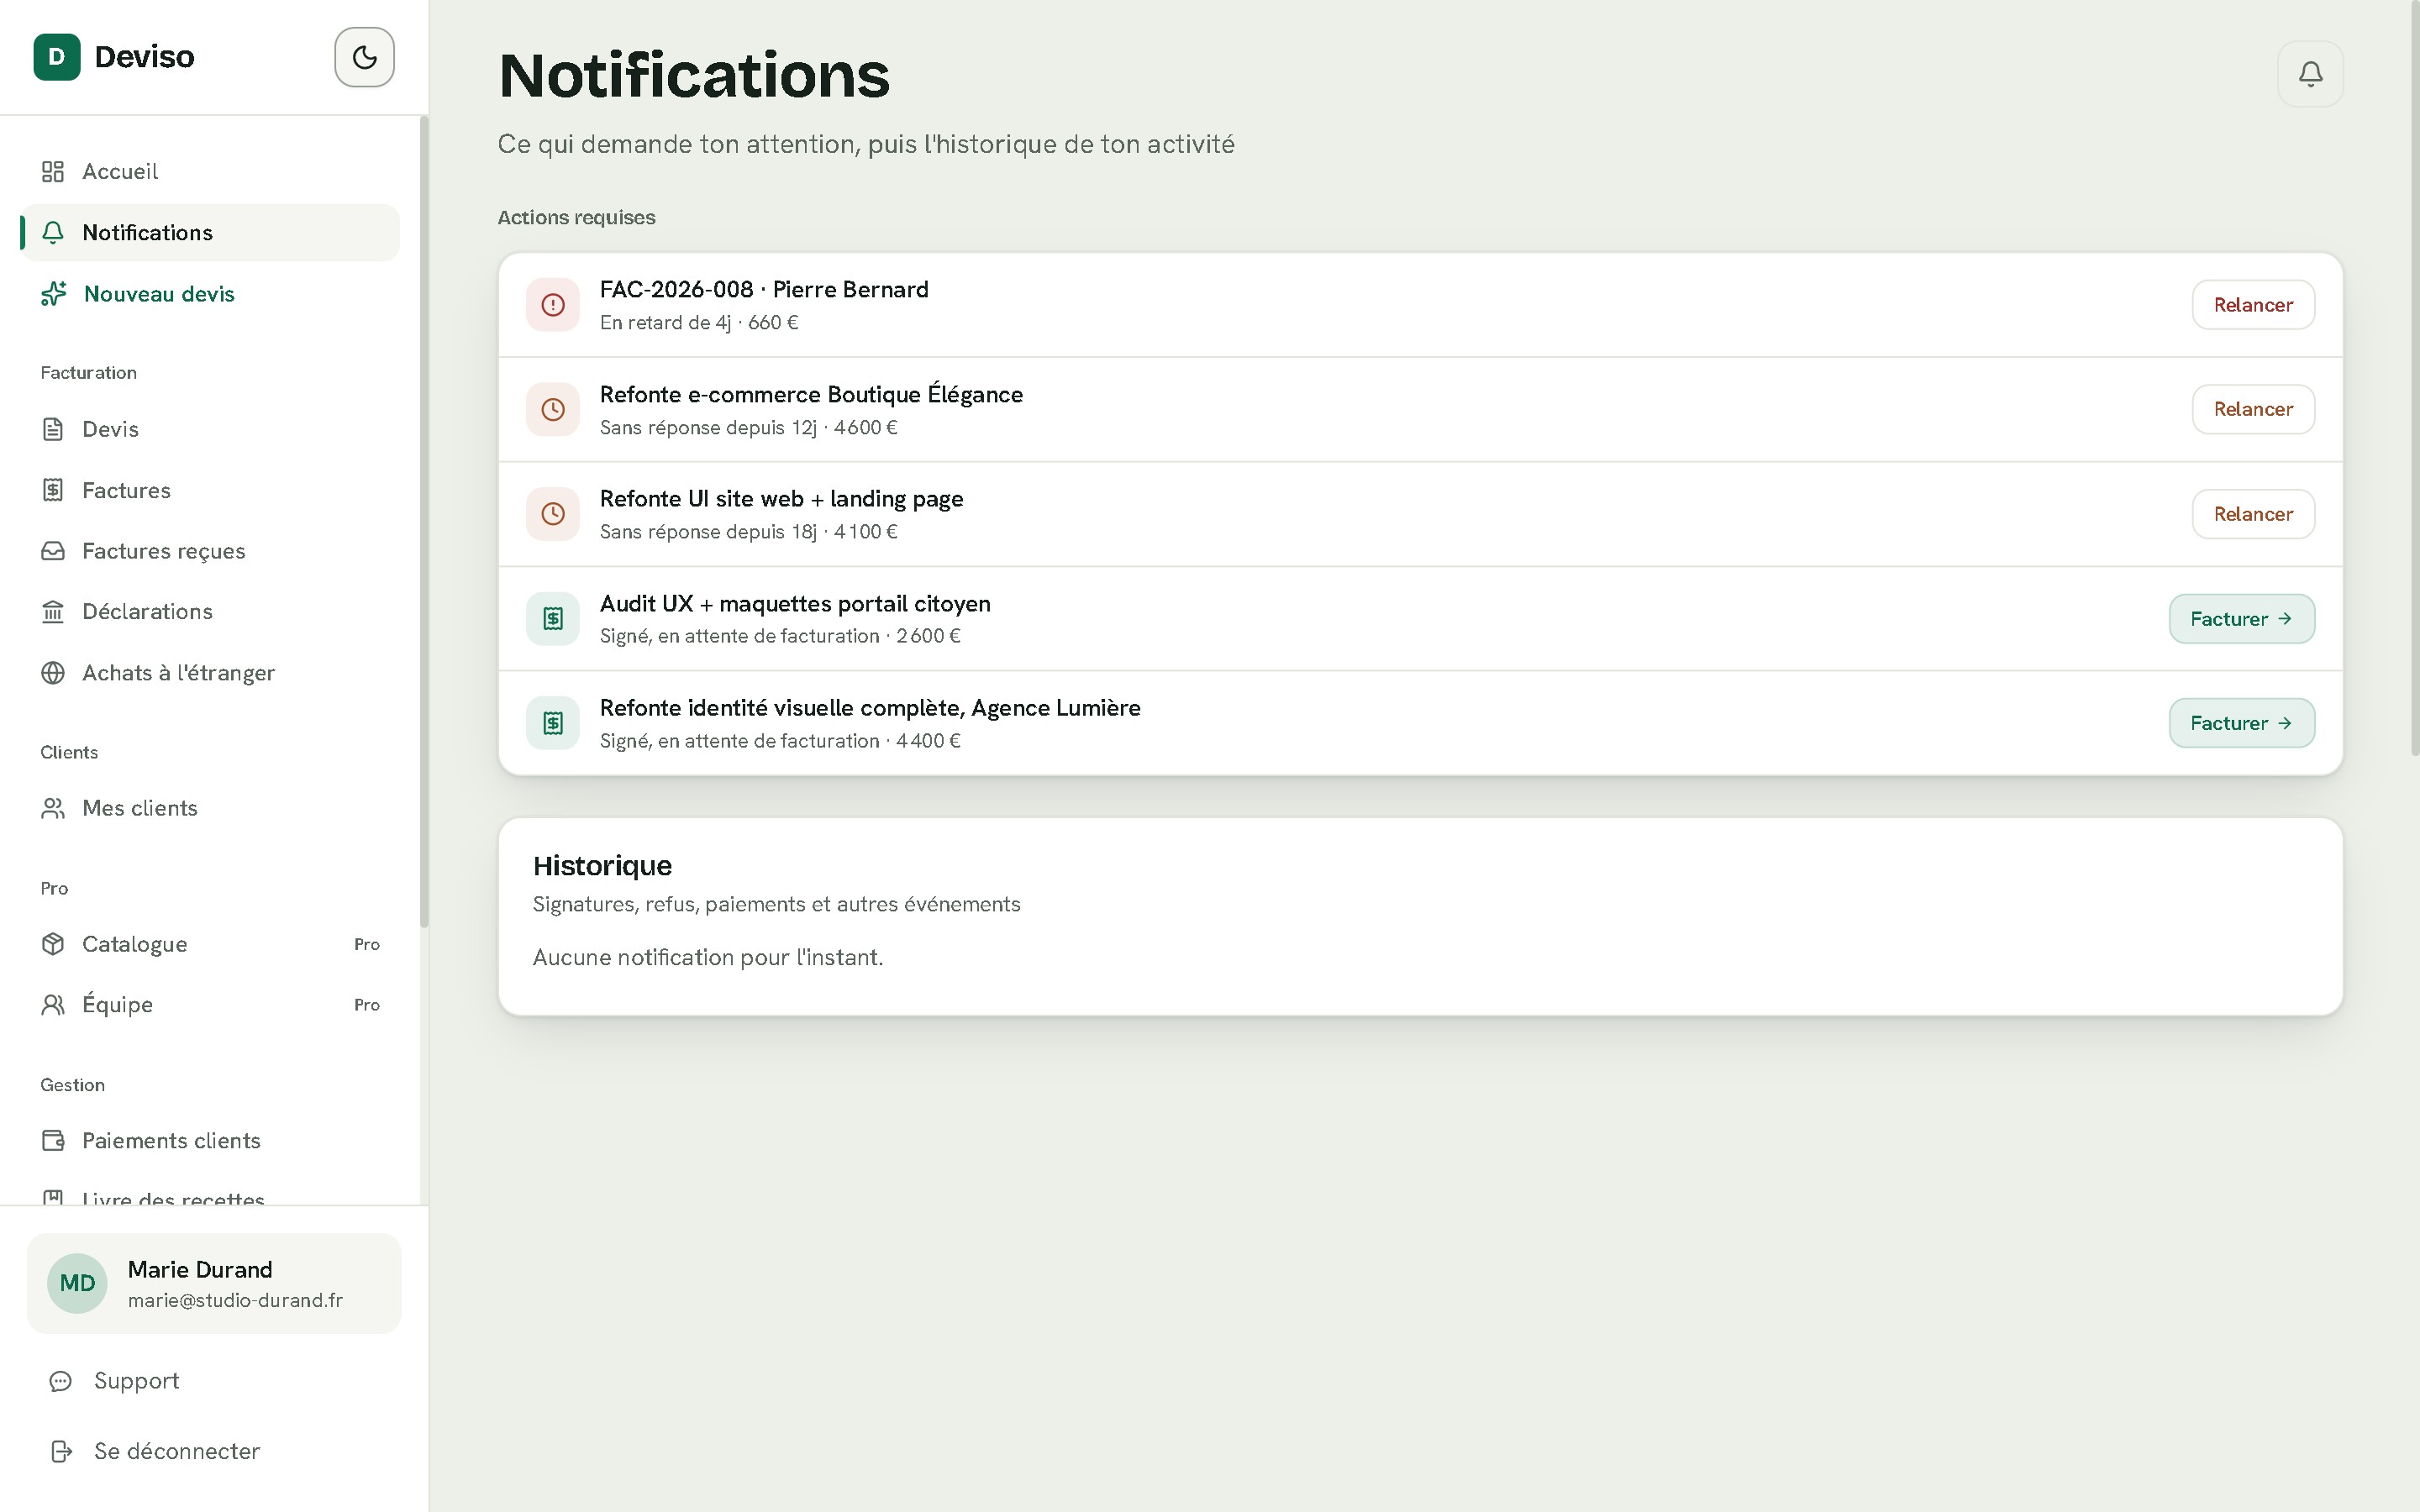 D Deviso
Accueil
Notifications
Nouveau devis
Facturation
Devis
Factures
Factures reçues
Déclarations
Achats à l'étranger
Clients
Mes clients
Pro
Catalogue Pro
Équipe Pro
Gestion
Paiements clients
Livre des recettes
MD
Marie Durand
marie@studio-durand.fr
Support
Se déconnecter
Notifications
Ce qui demande ton attention, puis l'historique de ton activité
Actions requises
FAC-2026-008 · Pierre Bernard
En retard de 4j · 660 €
Relancer
Refonte e-commerce Boutique Élégance
Sans réponse depuis 12j · 4 600 €
Relancer
Refonte UI site web + landing page
Sans réponse depuis 18j · 4 100 €
Relancer
Audit UX + maquettes portail citoyen
Signé, en attente de facturation · 2 600 €
Facturer →
Refonte identité visuelle complète, Agence Lumière
Signé, en attente de facturation · 4 400 €
Facturer →
Historique
Signatures, refus, paiements et autres événements
Aucune notification pour l'instant.